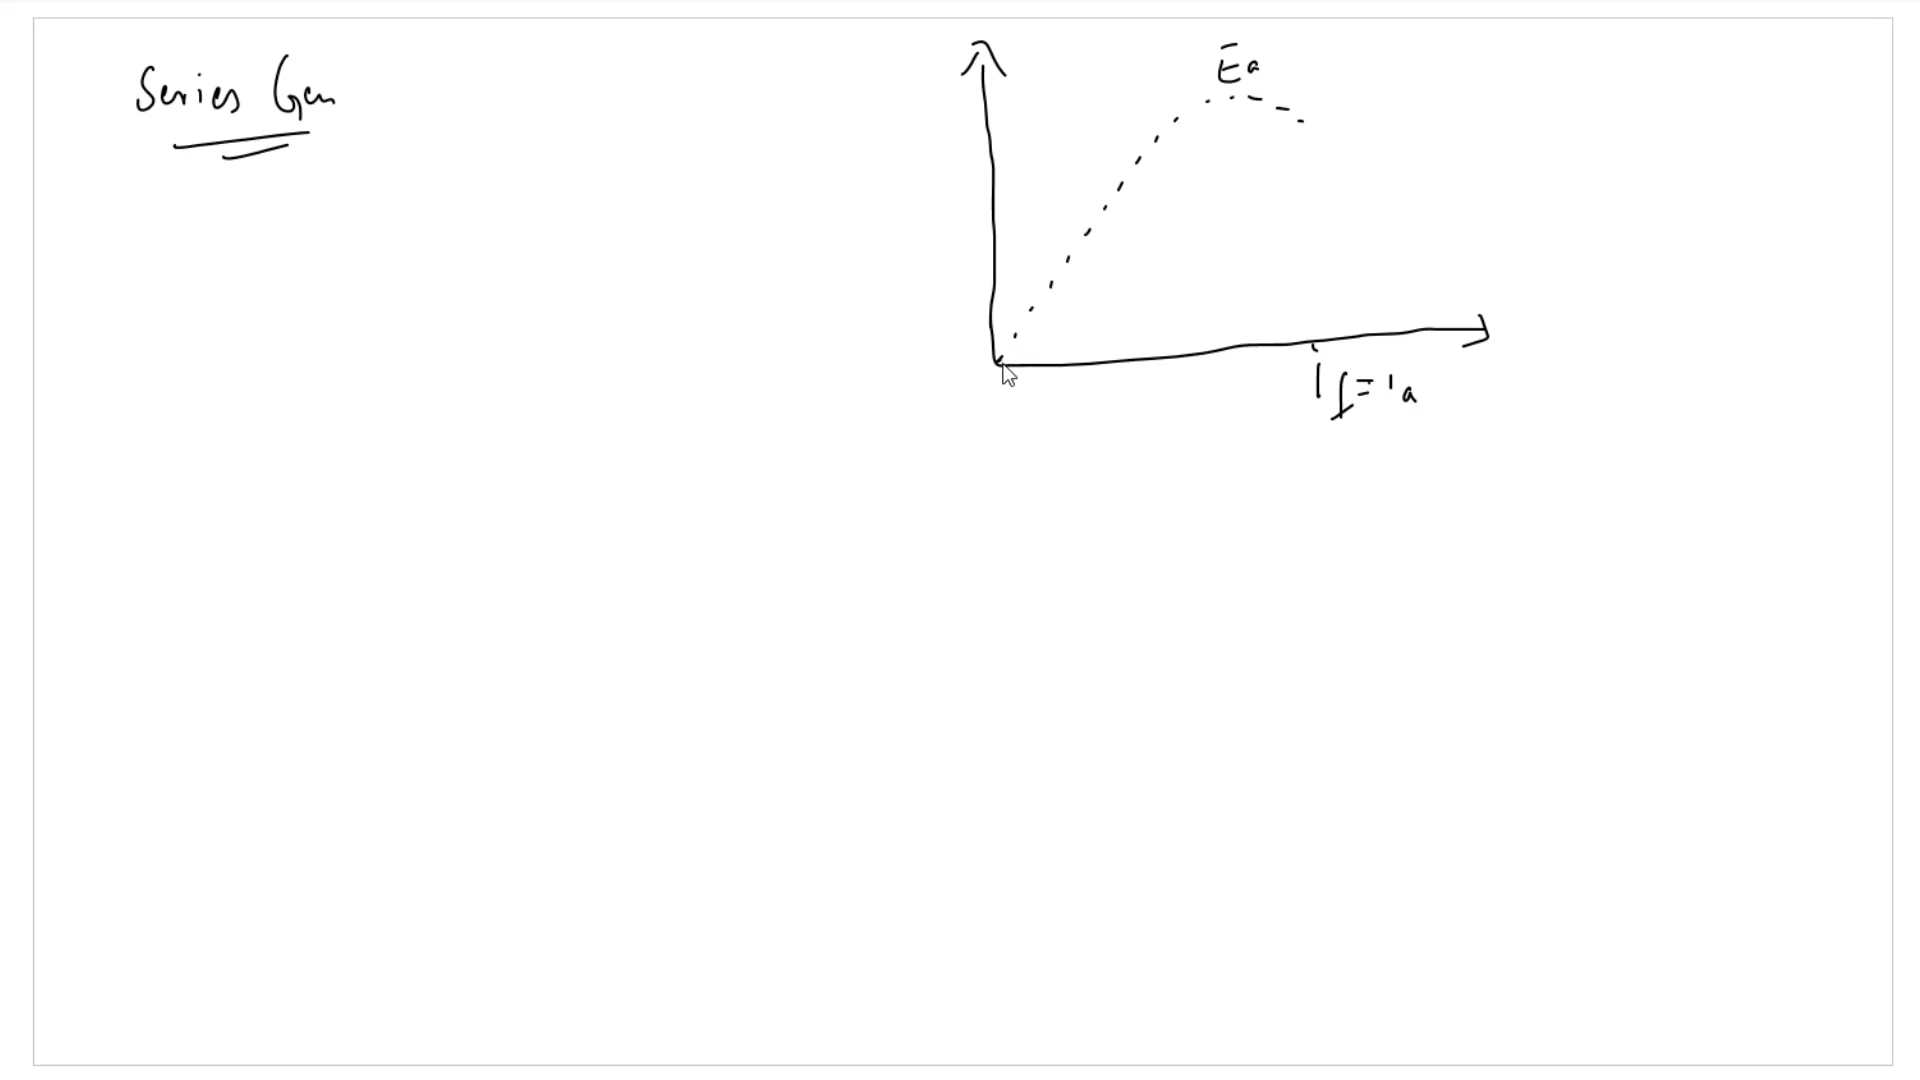 Series Gen
Ea
If = Ia